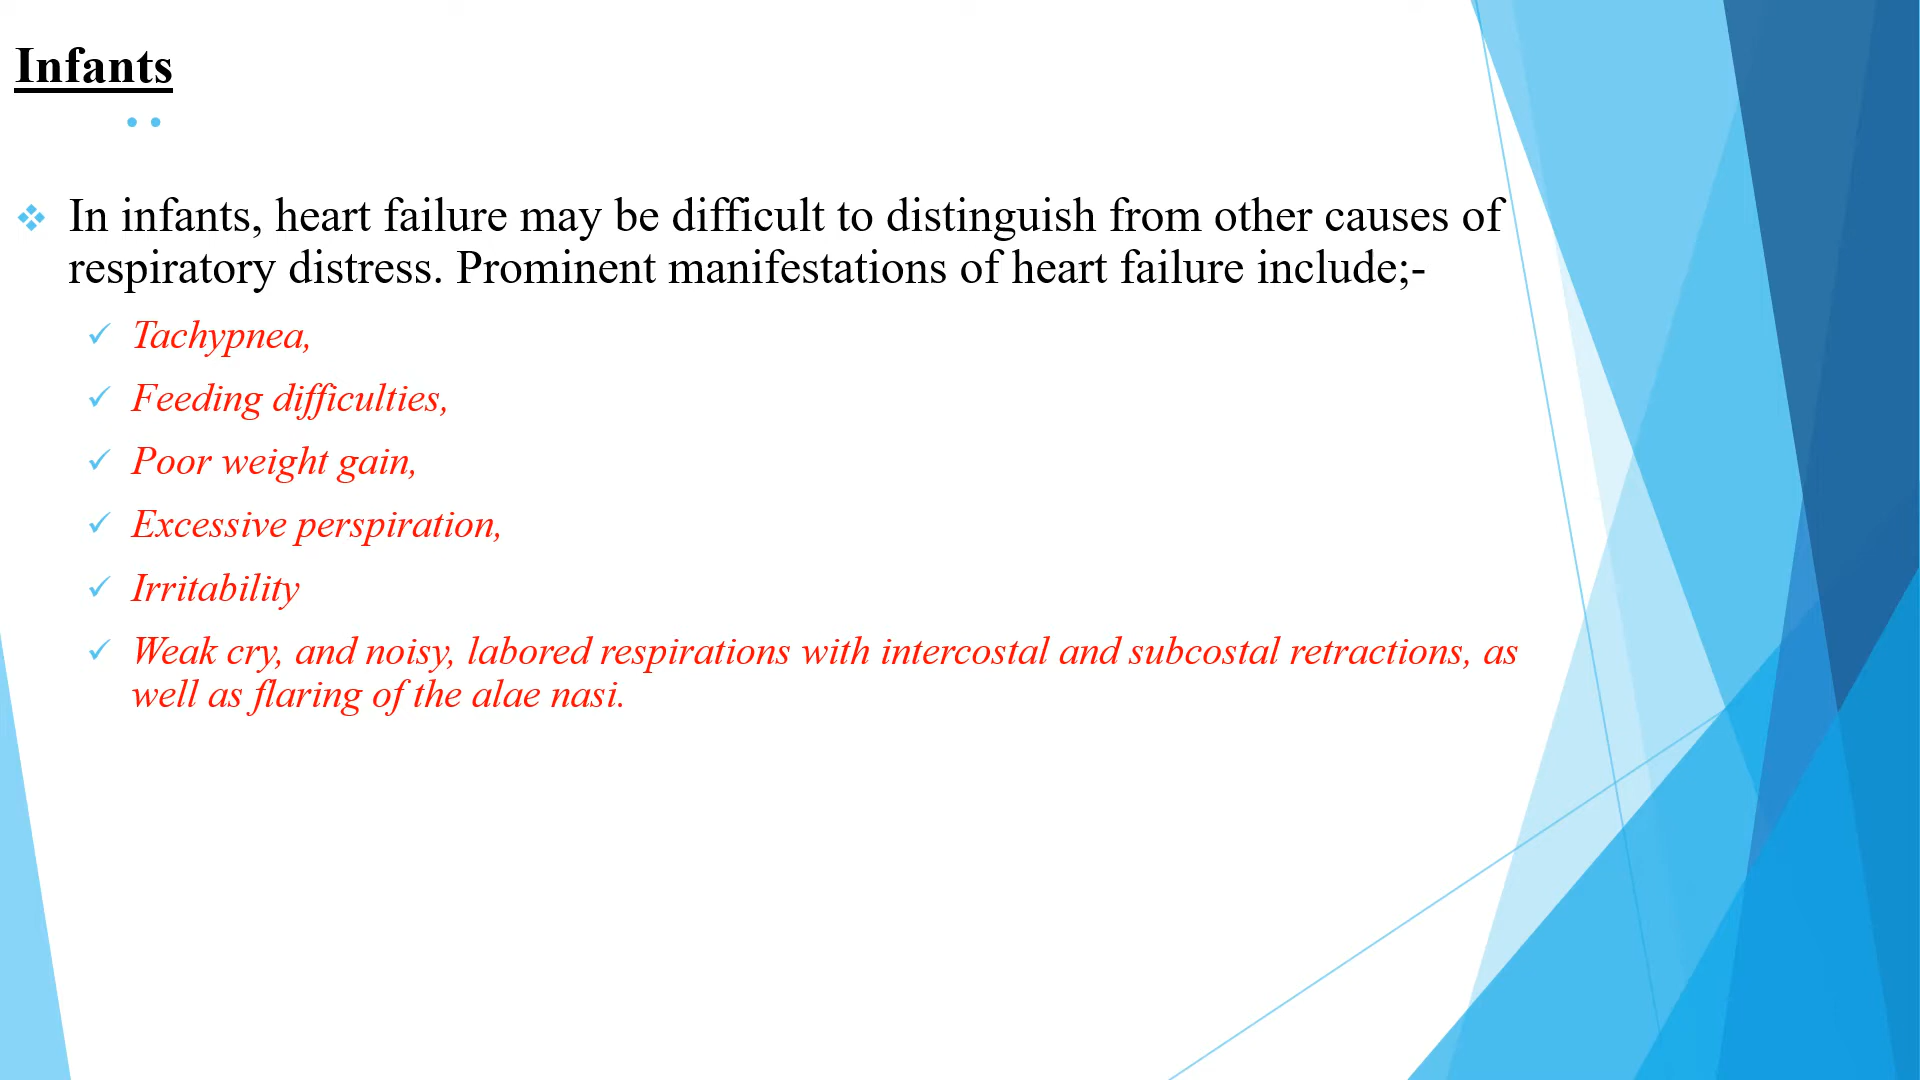 Infants
In infants, heart failure may be difficult to distinguish from other causes of
respiratory distress. Prominent manifestations of heart failure include;-
Tachypnea,
Feeding difficulties,
Poor weight gain,
Excessive perspiration,
Irritability
Weak cry, and noisy, labored respirations with intercostal and subcostal retractions, as
well as flaring of the alae nasi.